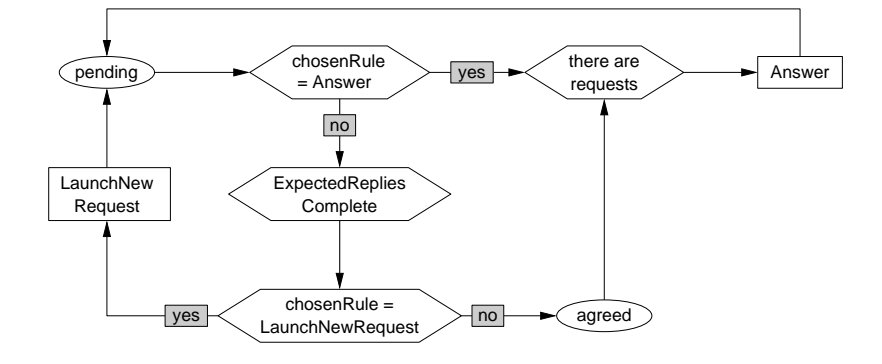 pending
chosenRule
= Answer
yes
there are
requests
Answer
no
LaunchNew
Request
ExpectedReplies
Complete
yes
chosenRule =
LaunchNewRequest
no
agreed